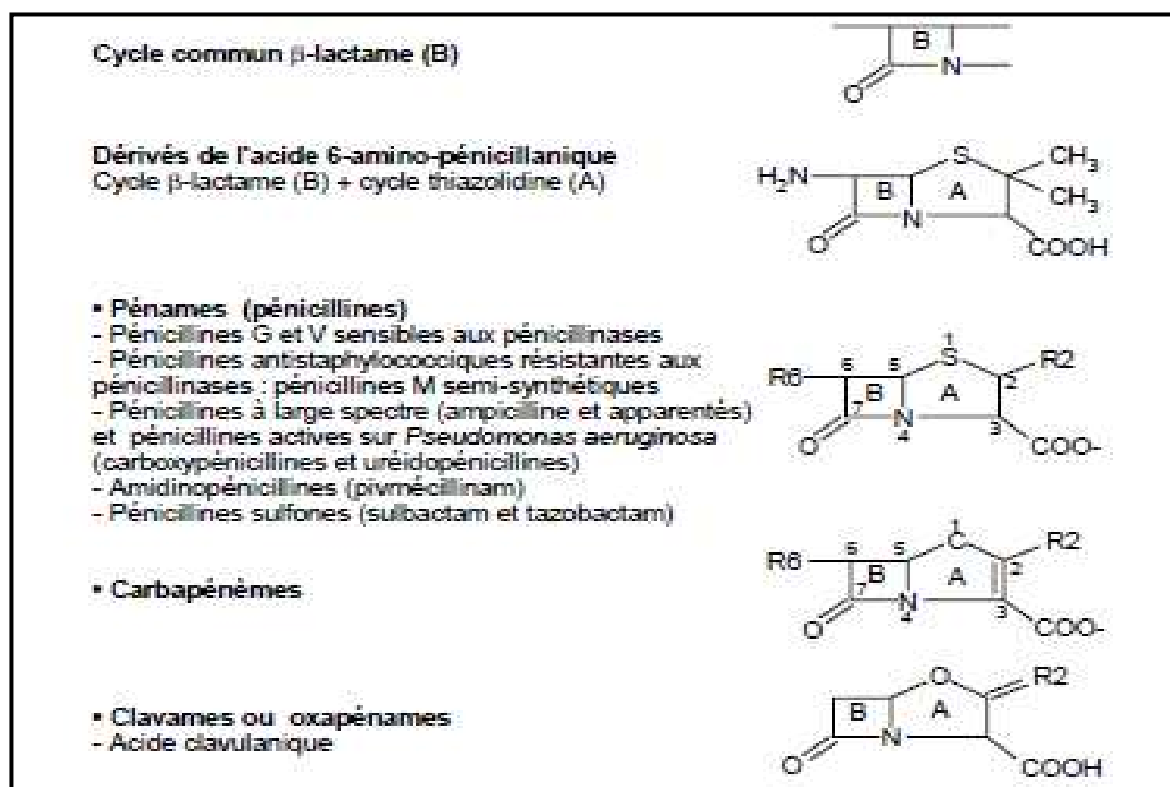 Cycle commun β-lactame (B)
B
N
O
Dérivés de l'acide 6-amino-pénicillanique
Cycle β-lactame (B) + cycle thiazolidine (A)
S
CH3
H2N
B
A
CH3
N
O
COOH
▪ Pénames (pénicillines)
- Pénicillines G et V sensibles aux pénicillinases
- Pénicillines antistaphylococciques résistantes aux
pénicillinases : pénicillines M semi-synthétiques
- Pénicillines à large spectre (ampicilline et apparentés)
et pénicillines actives sur Pseudomonas aeruginosa
(carboxypénicillines et uréidopénicillines)
- Amidinopénicillines (pivmécillinam)
- Pénicillines sulfones (sulbactam et tazobactam)
1
S
R2
R6
6
5
2
B
A
7
N
4
3
O
COO-
▪ Carbapénèmes
1
C
R2
R6
5
2
B
A
7
N
4
3
O
COO-
▪ Clavames ou oxapénames
- Acide clavulanique
O
R2
B
A
N
O
COOH